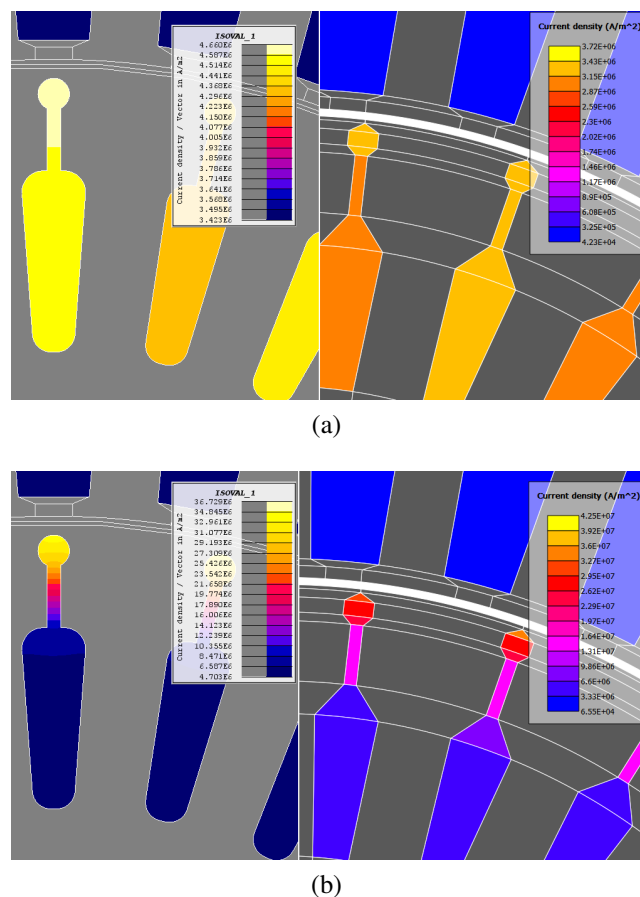 ISOVAL_1
Current density / Vector in A/m2
4.660E6
4.587E6
4.514E6
4.441E6
4.368E6
4.296E6
4.223E6
4.150E6
4.077E6
4.005E6
3.932E6
3.859E6
3.786E6
3.714E6
3.641E6
3.568E6
3.495E6
3.423E6
Current density (A/m^2)
3.72E+06
3.43E+06
3.15E+06
2.87E+06
2.59E+06
2.3E+06
2.02E+06
1.74E+06
1.46E+06
1.17E+06
8.9E+05
6.08E+05
3.25E+05
4.23E+04
(a)
ISOVAL_1
Current density / Vector in A/m2
36.729E6
34.845E6
32.961E6
31.077E6
29.193E6
27.309E6
25.426E6
23.542E6
21.658E6
19.774E6
17.890E6
16.006E6
14.123E6
12.239E6
10.355E6
8.471E6
6.587E6
4.703E6
Current density (A/m^2)
4.25E+07
3.92E+07
3.6E+07
3.27E+07
2.95E+07
2.62E+07
2.29E+07
1.97E+07
1.64E+07
1.31E+07
9.86E+06
6.6E+06
3.33E+06
6.55E+04
(b)